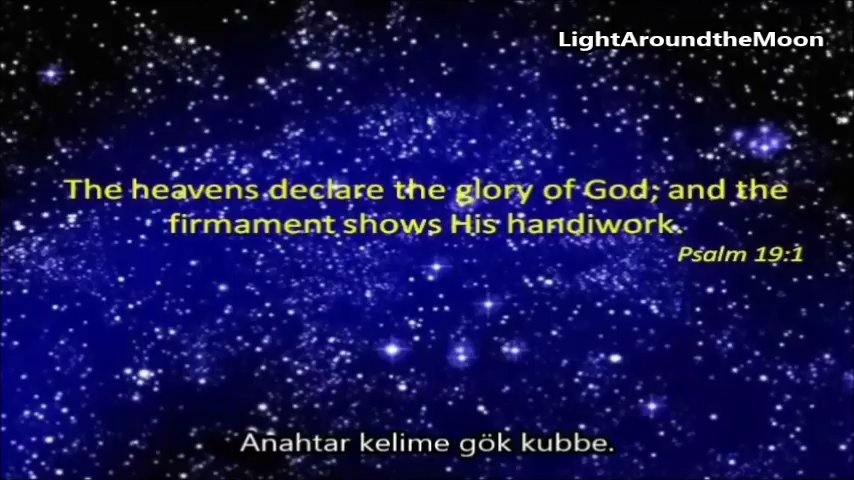 LightAroundtheMoon
The heavens declare the glory of God; and the
firmament shows His handiwork.
Psalm 19:1
Anahtar kelime gök kubbe.